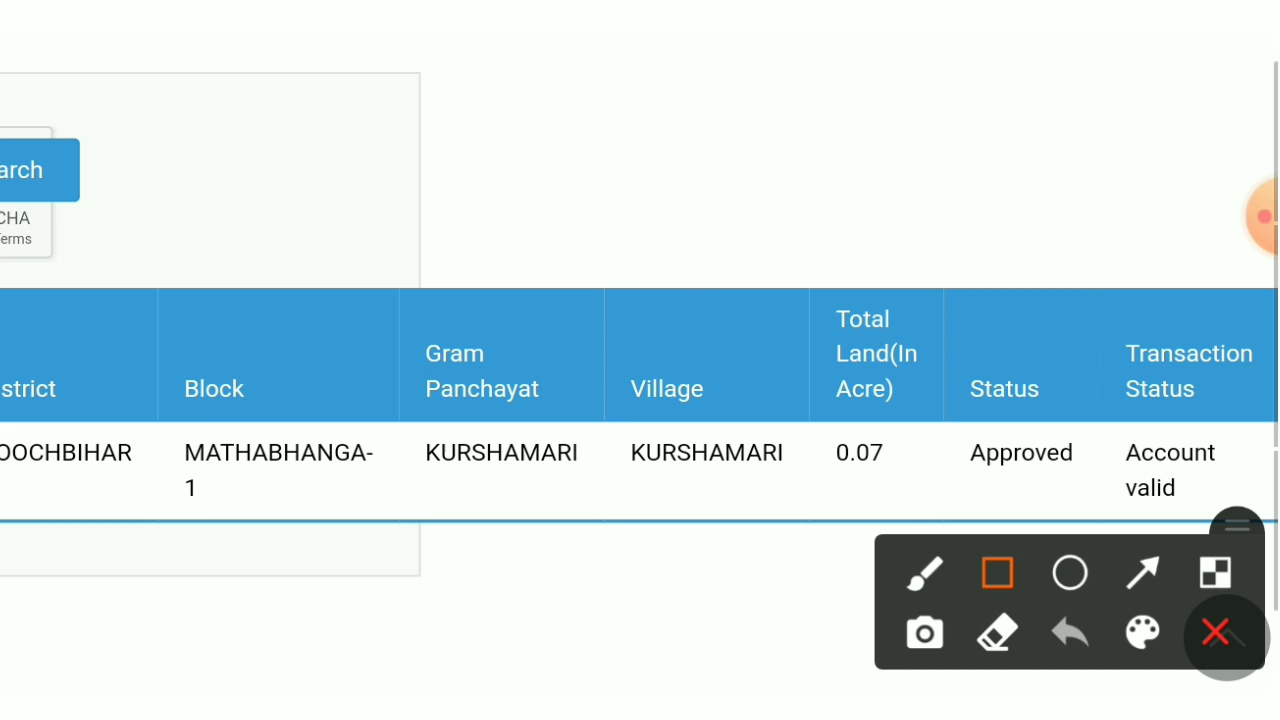 arch
CHA
Terms
strict
Block
Gram
Panchayat
Village
Total
Land(In
Acre)
Status
Transaction
Status
OOCHBIHAR
MATHABHANGA-
1
KURSHAMARI
KURSHAMARI
0.07
Approved
Account
valid